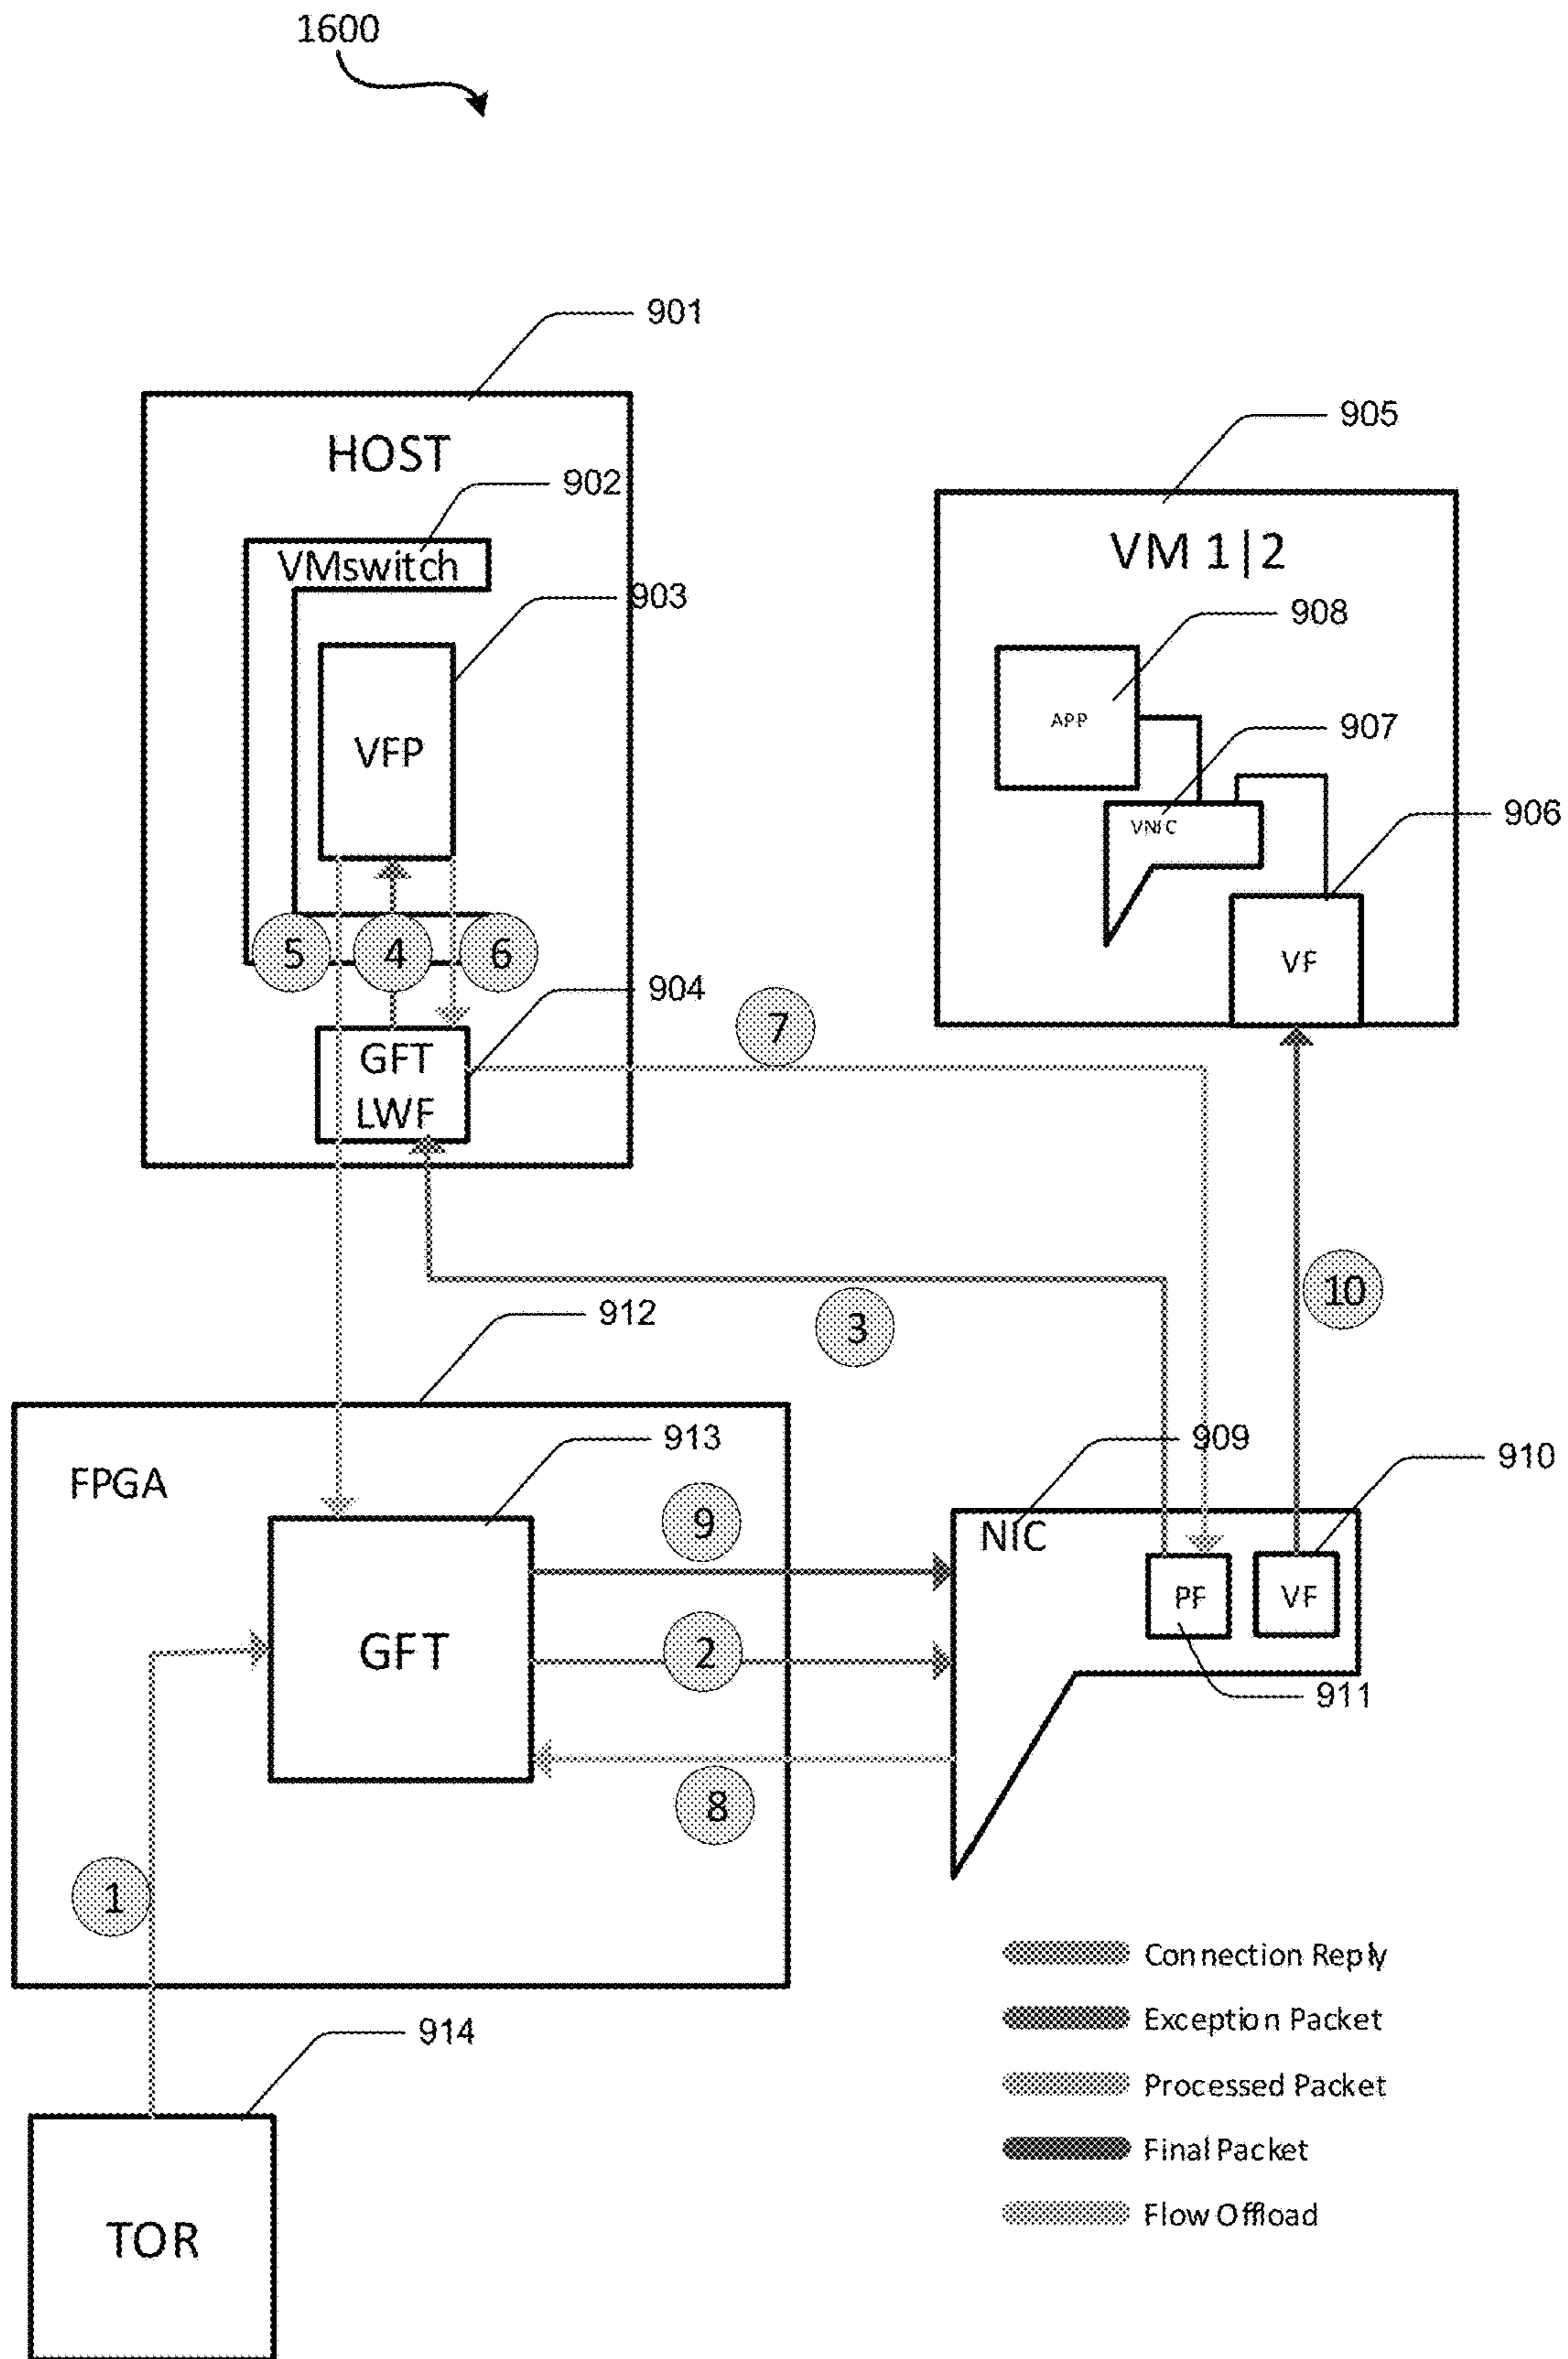 1600
901
HOST
905
902
VMswitch
VM 1|2
903
908
APP
VFP
907
VNIC
906
VF
5
4
6
904
7
GFT
LWF
10
912
3
913
909
910
FPGA
9
NIC
PF
VF
GFT
2
911
8
1
Connection Reply
914
Exception Packet
Processed Packet
Final Packet
TOR
Flow Offload